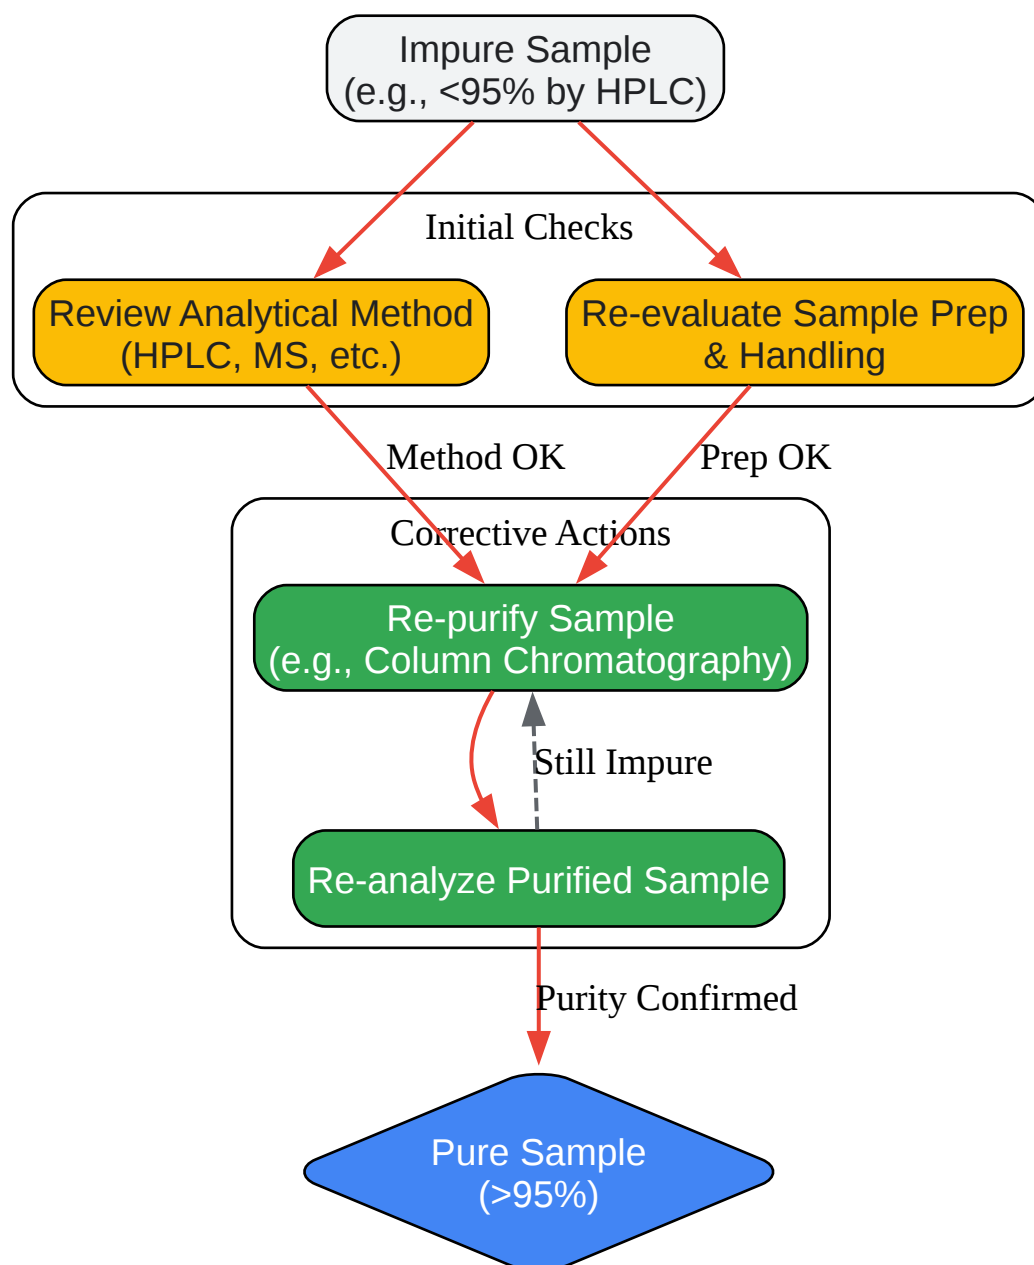 Impure Sample
(e.g., <95% by HPLC)
Initial Checks
Review Analytical Method
(HPLC, MS, etc.)
Re-evaluate Sample Prep
& Handling
Method OK
Prep OK
Corrective Actions
Re-purify Sample
(e.g., Column Chromatography)
Still Impure
Re-analyze Purified Sample
Purity Confirmed
Pure Sample
(>95%)